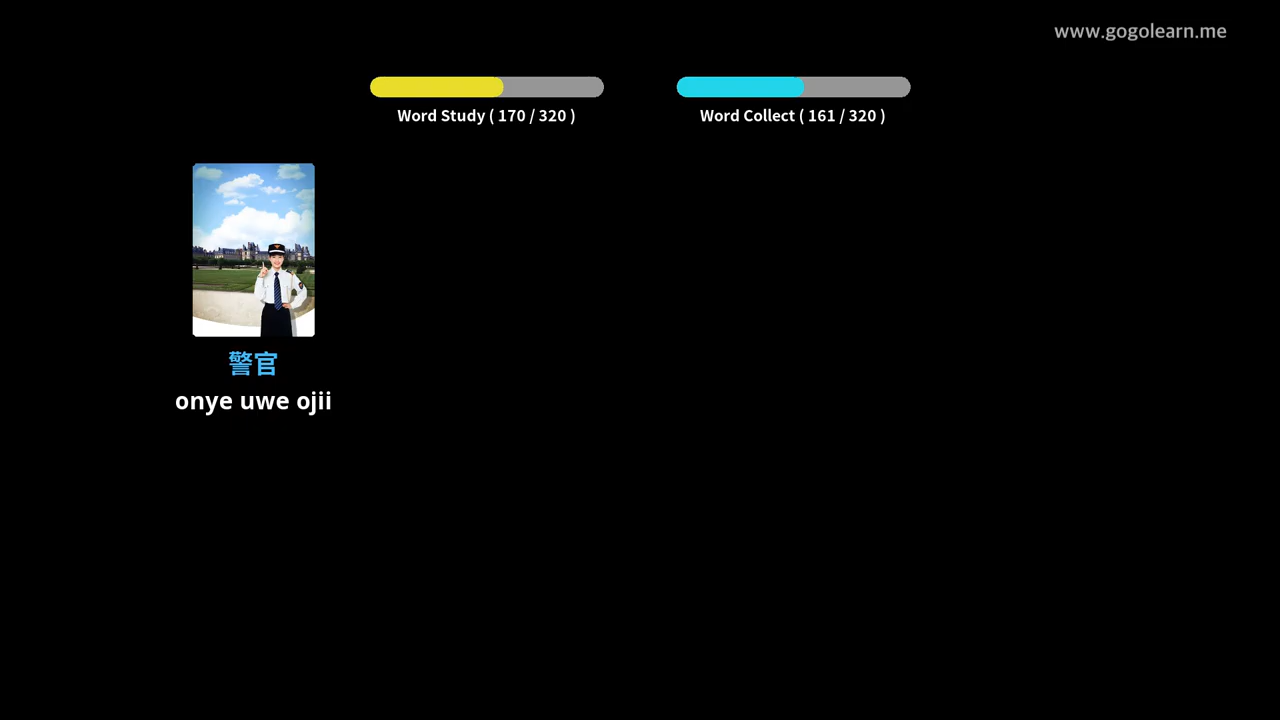 www.gogolearn.me
Word Study ( 170 / 320 )
Word Collect ( 161 / 320 )
警官
onye uwe ojii